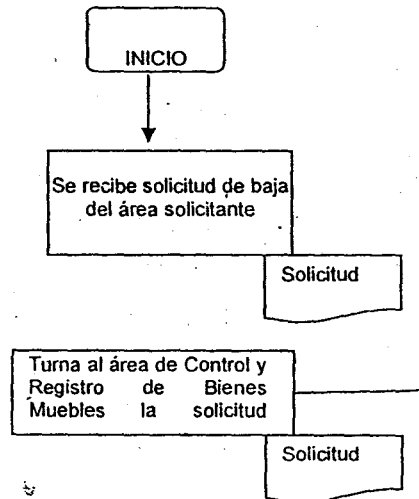 INICIO
Se recibe solicitud de baja
del área solicitante
Solicitud
Turna al área de Control y
Registro de Bienes
Muebles la solicitud
Solicitud